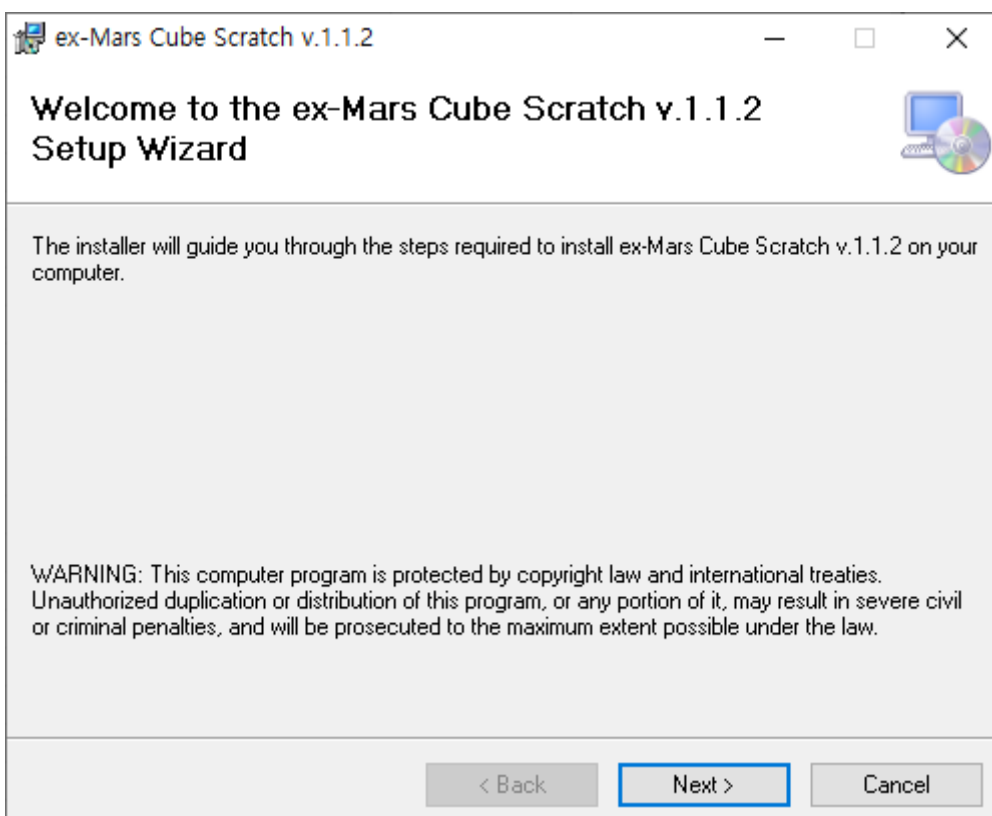 ex-Mars Cube Scratch v.1.1.2
Welcome to the ex-Mars Cube Scratch v.1.1.2
Setup Wizard
The installer will guide you through the steps required to install ex-Mars Cube Scratch v.1.1.2 on your
computer.
WARNING: This computer program is protected by copyright law and international treaties.
Unauthorized duplication or distribution of this program, or any portion of it, may result in severe civil
or criminal penalties, and will be prosecuted to the maximum extent possible under the law.
< Back Next > Cancel